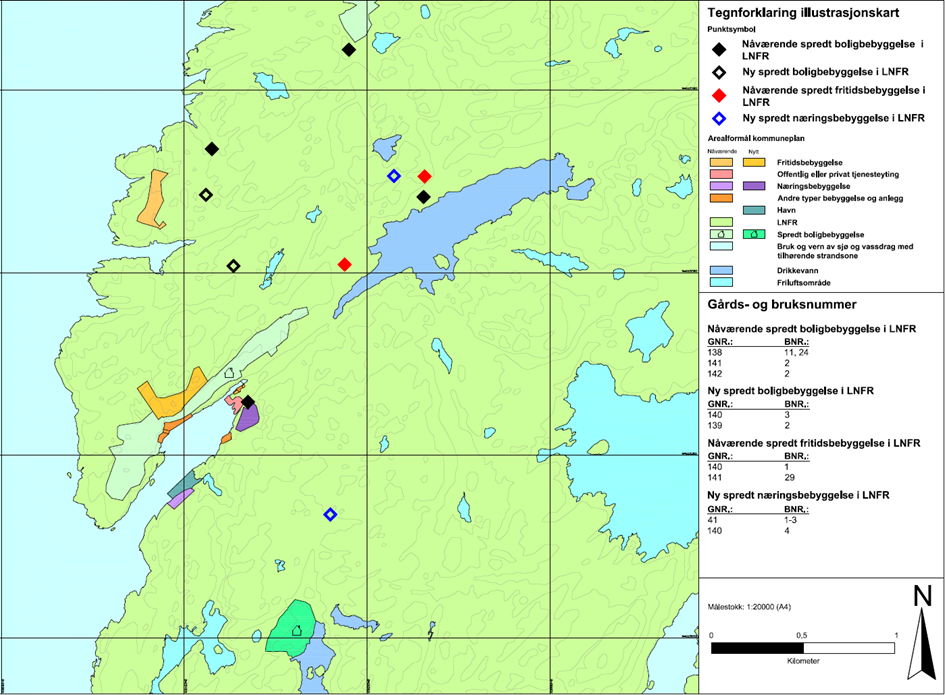 Tegnforklaring illustrasjonskart
Punktsymbol
Nåværende spredt boligbebyggelse i
LNFR
Ny spredt boligbebyggelse i LNFR
Nåværende spredt fritidsbebyggelse i
LNFR
Ny spredt næringsbebyggelse i LNFR
Arealformål kommuneplan
Nåværende Nytt
Fritidsbebyggelse
Offentlig eller privat tjenesteyting
Næringsbebyggelse
Andre typer bebyggelse og anlegg
Havn
LNFR
Spredt boligbebyggelse
Bruk og vern av sjø og vassdrag med
tilhørende strandsone
Drikkevann
Friluftsområde
Gårds- og bruksnummer
Nåværende spredt boligbebyggelse i LNFR
GNR.: BNR.:
138 11, 24
141 2
142 2
Ny spredt boligbebyggelse i LNFR
GNR.: BNR.:
140 3
139 2
Nåværende spredt fritidsbebyggelse i LNFR
GNR.: BNR.:
140 1
141 29
Ny spredt næringsbebyggelse i LNFR
GNR.: BNR.:
41 1-3
140 4
Målestokk: 1:20000 (A4)
N
0 0,5 1
Kilometer